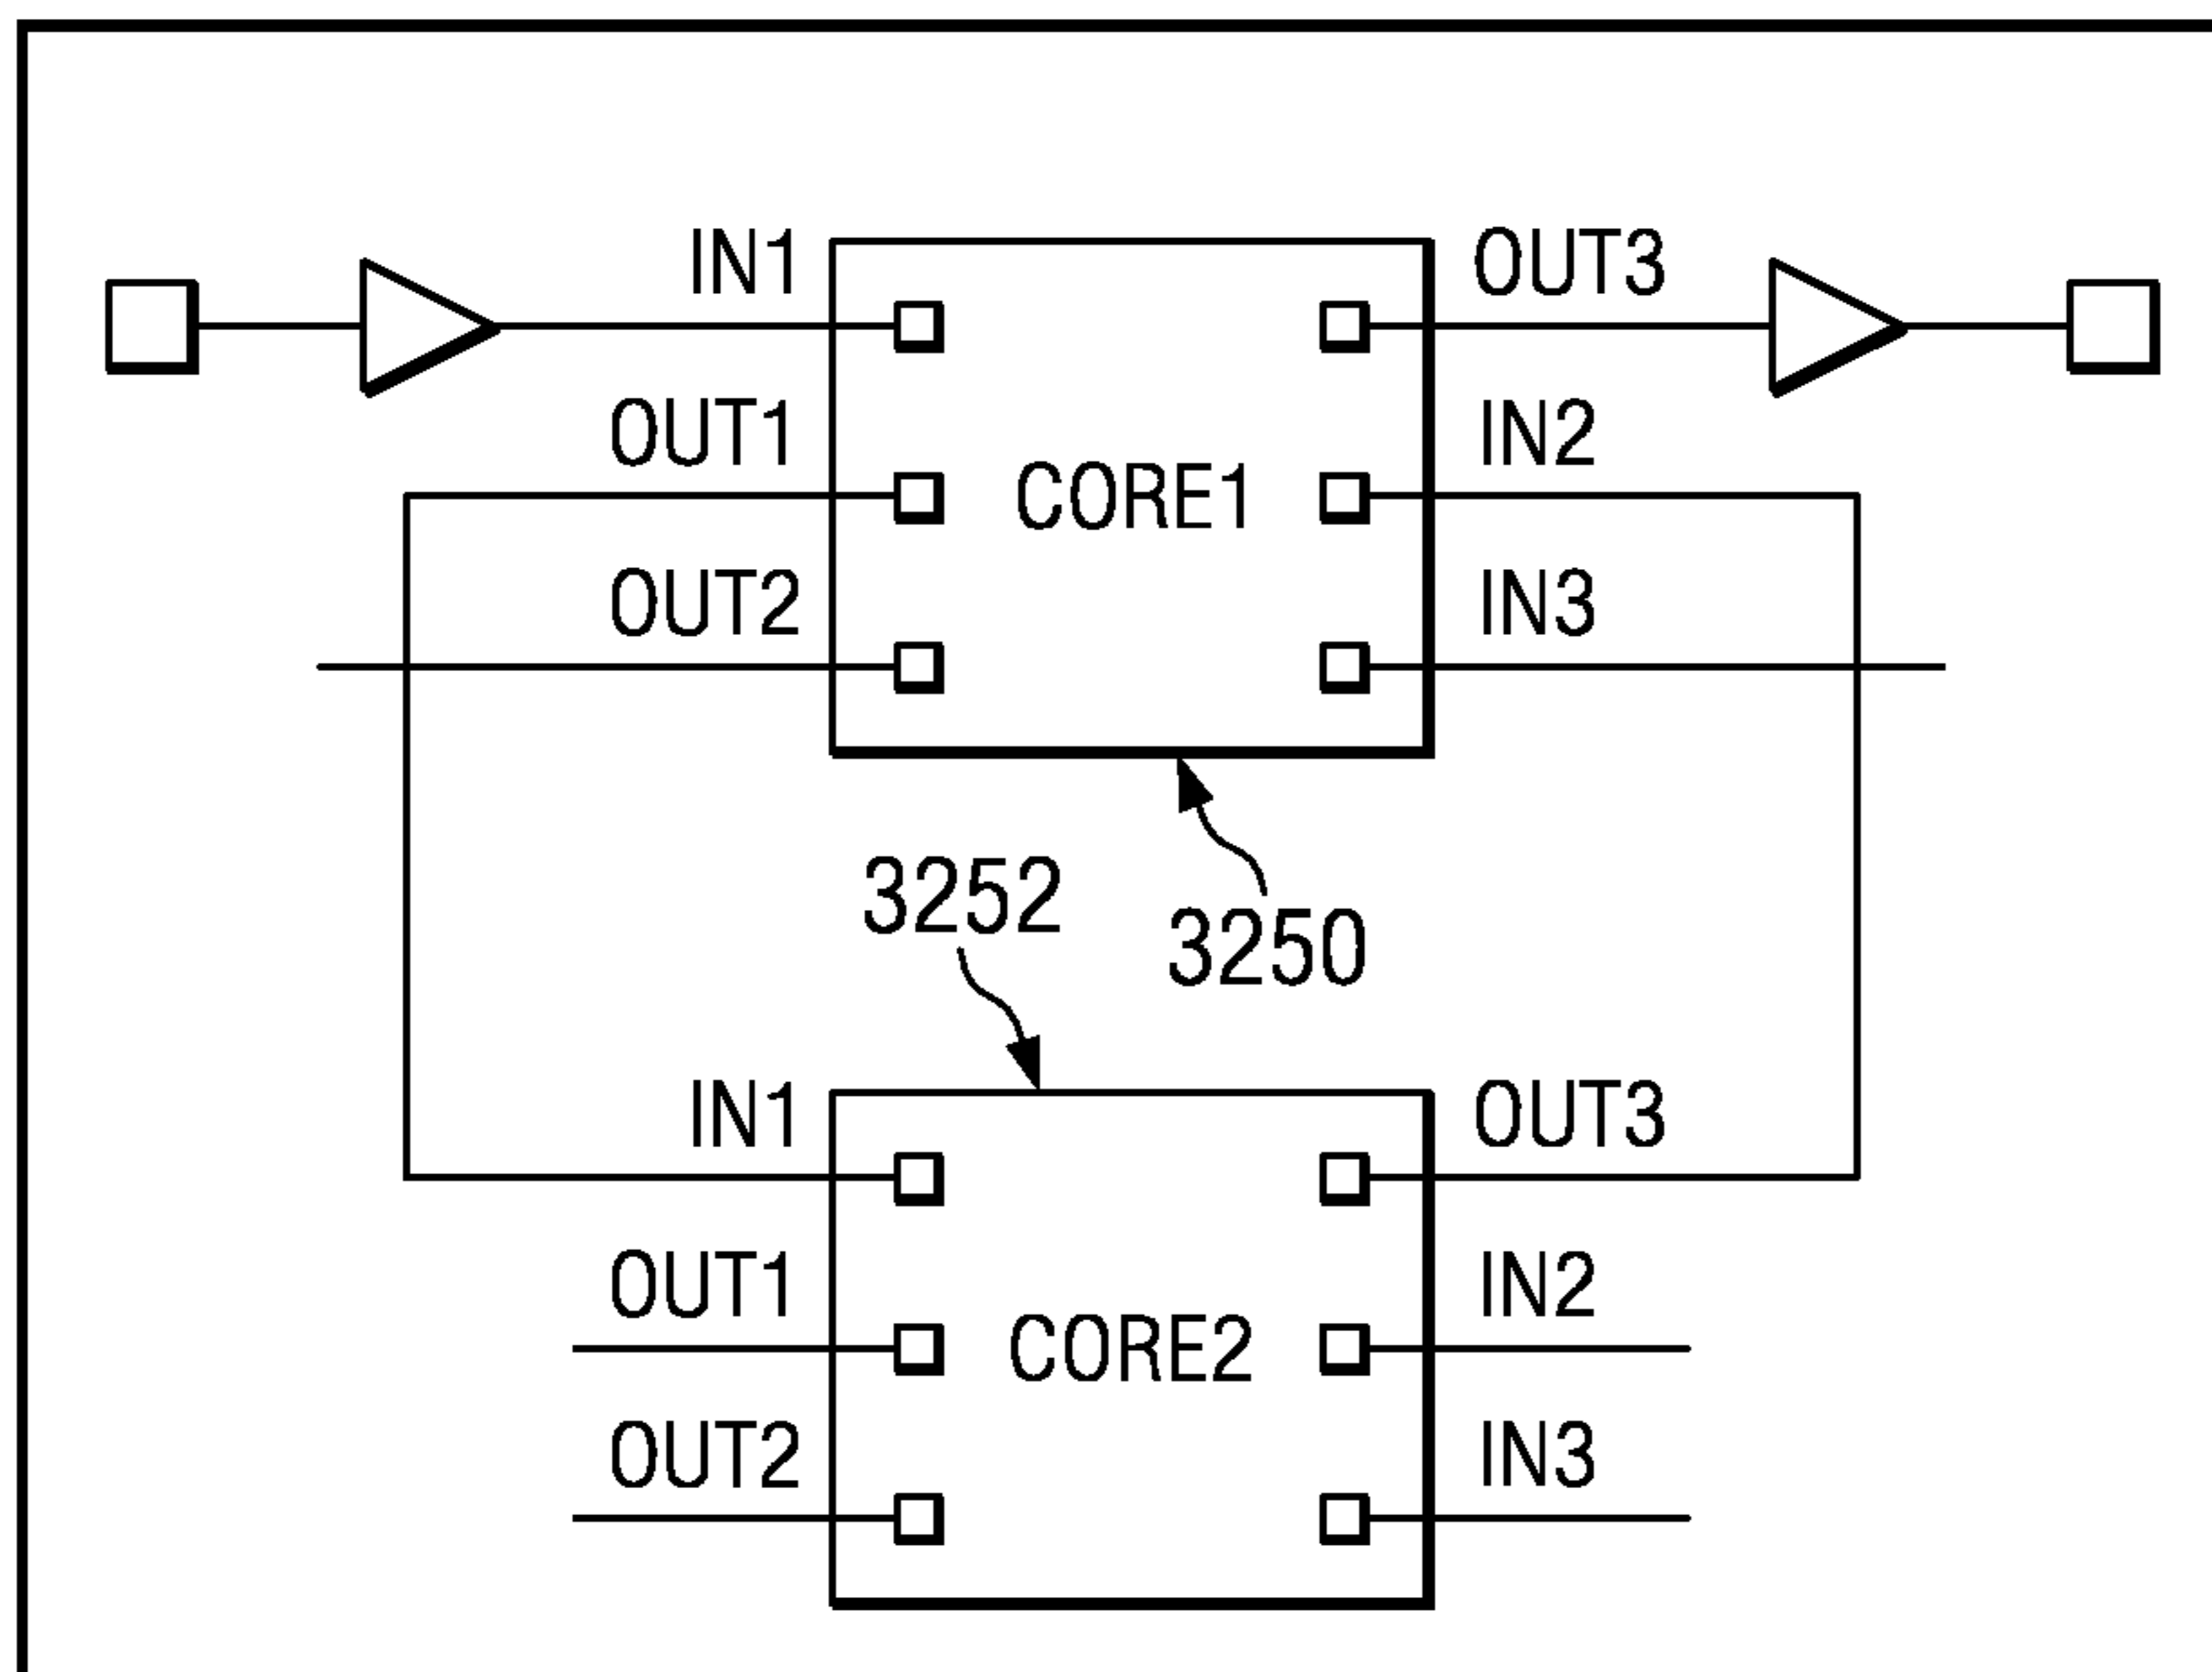 IN1 OUT3
OUT1 IN2
CORE1
OUT2 IN3
3252
3250
IN1 OUT3
OUT1 IN2
CORE2
OUT2 IN3